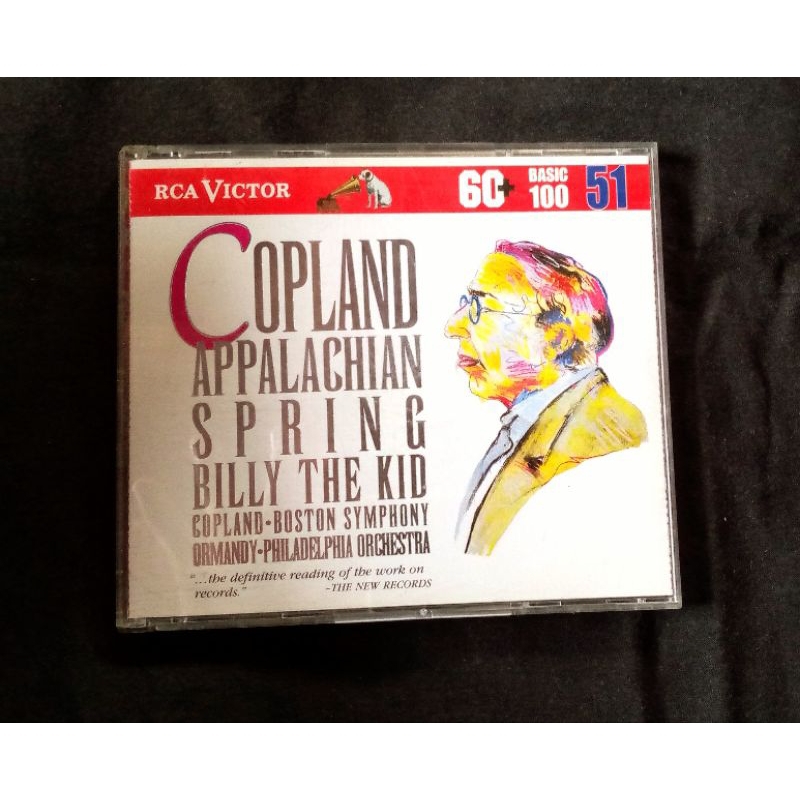 RCA VICTOR 60+ BASIC 100 51
COPLAND
APPALACHIAN
SPRING
BILLY THE KID
COPLAND•BOSTON SYMPHONY
ORMANDY•PHILADELPHIA ORCHESTRA
"...the definitive reading of the work on
records." –THE NEW RECORDS